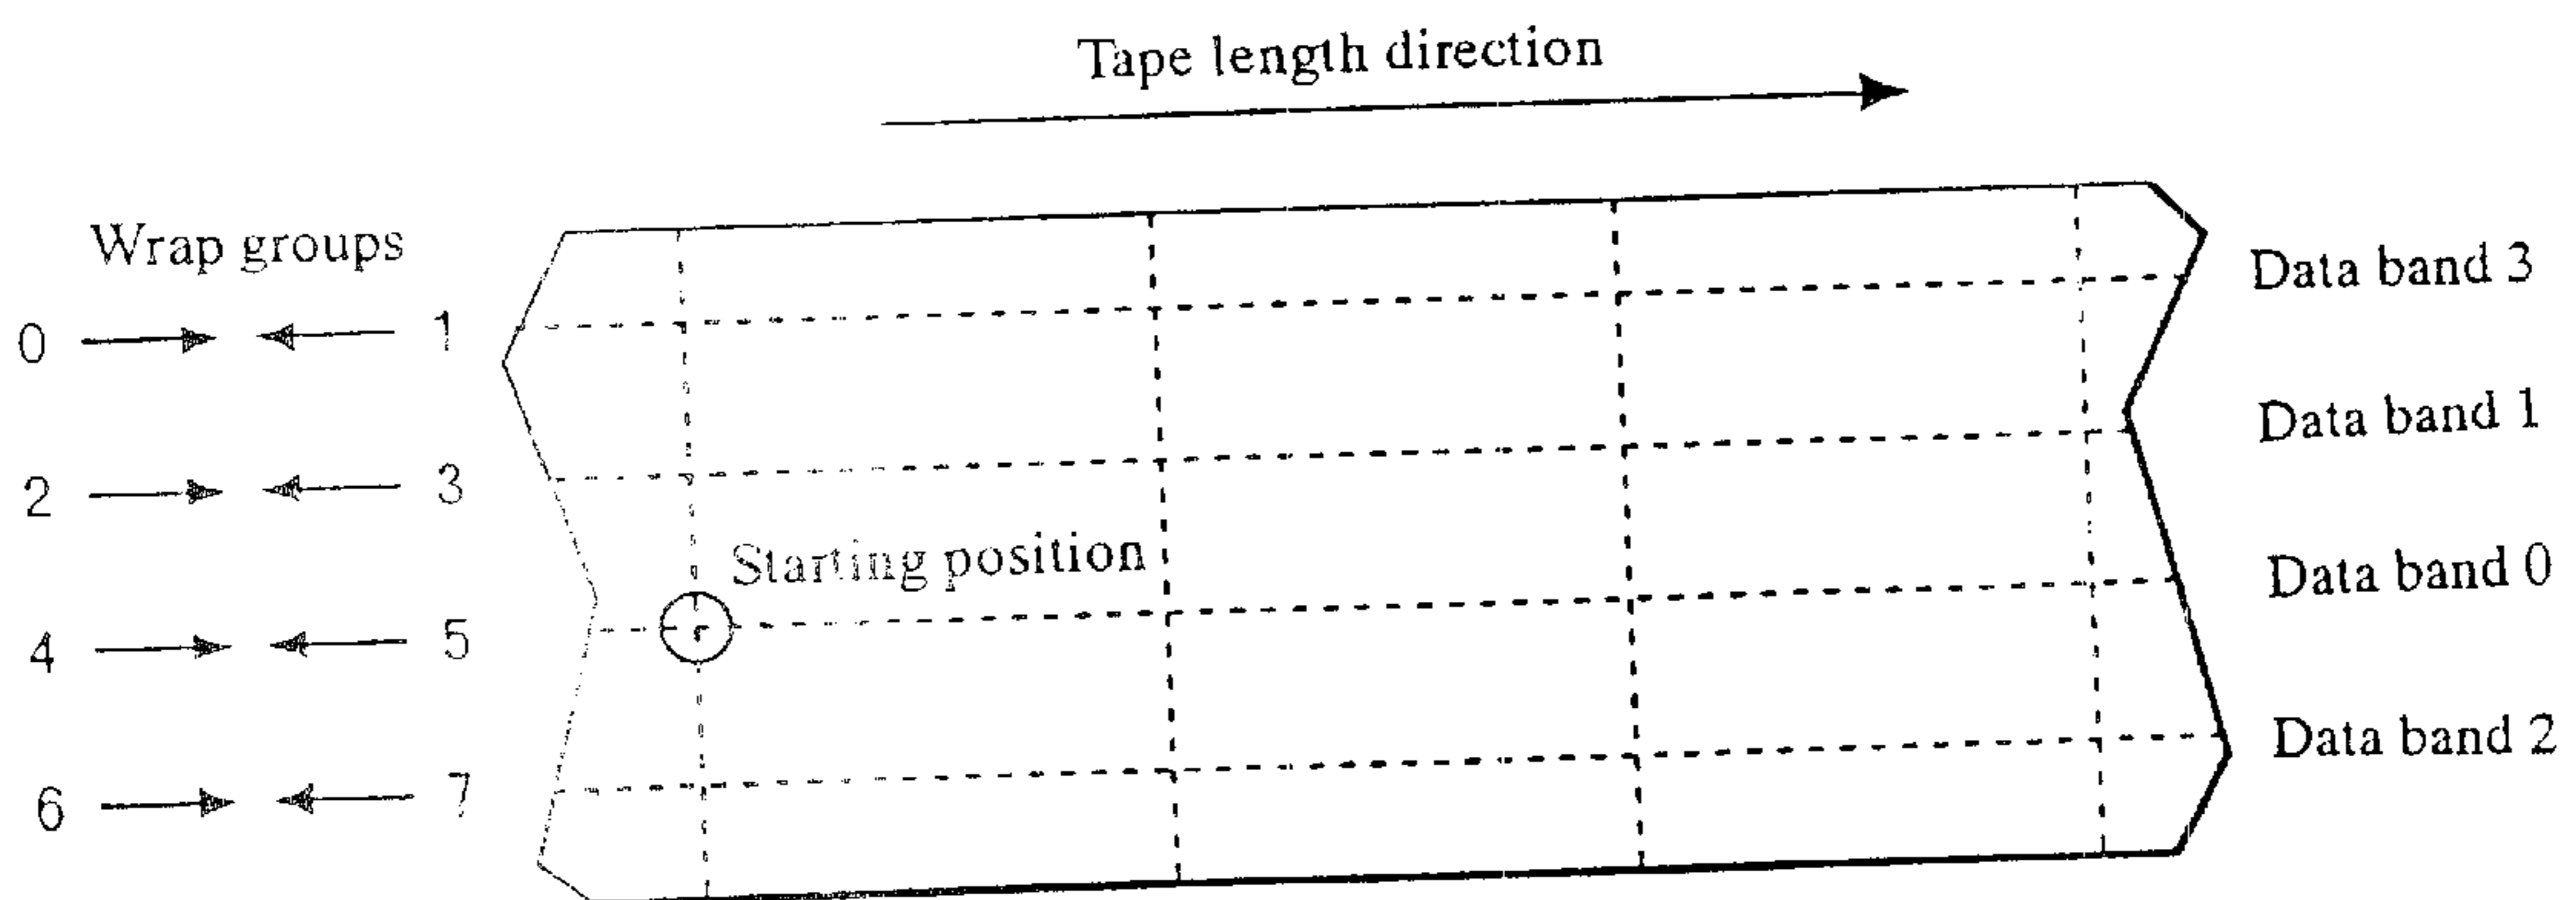 Tape length direction
Wrap groups
0 1
2 3
4 5
6 7
Starting position
Data band 3
Data band 1
Data band 0
Data band 2